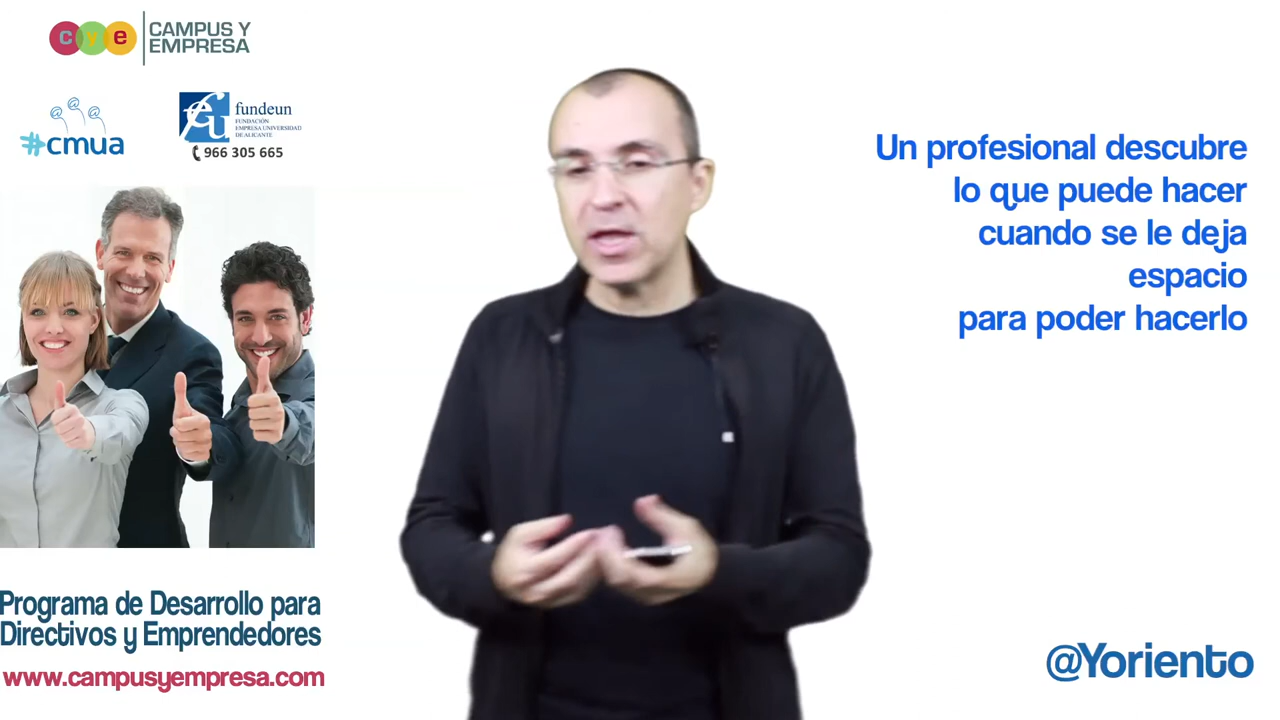 cye
CAMPUS Y
EMPRESA
@ @ @
#cmua
fundeun
FUNDACIÓN
EMPRESA UNIVERSIDAD
DE ALICANTE
966 305 665
Un profesional descubre
lo que puede hacer
cuando se le deja
espacio
para poder hacerlo
Programa de Desarrollo para
Directivos y Emprendedores
www.campusyempresa.com
@Yoriento